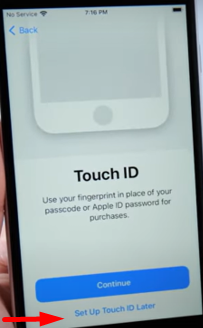 No Service 7:16 PM
Back
Touch ID
Use your fingerprint in place of your
passcode or Apple ID password for
purchases.
Continue
Set Up Touch ID Later